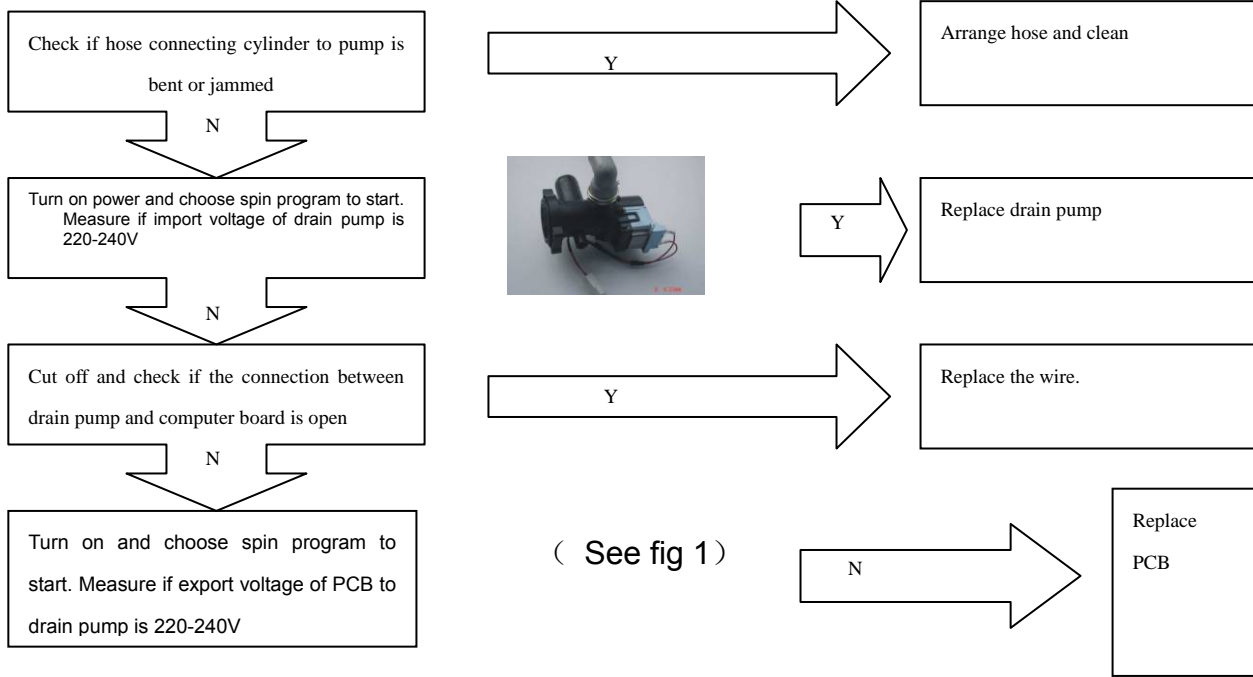 Check if hose connecting cylinder to pump is
bent or jammed
Y
Arrange hose and clean
N
Turn on power and choose spin program to start.
Measure if import voltage of drain pump is
220-240V
Y
Replace drain pump
N
Cut off and check if the connection between
drain pump and computer board is open
Y
Replace the wire.
N
Turn on and choose spin program to
start. Measure if export voltage of PCB to
drain pump is 220-240V
（ See fig 1）
N
Replace
PCB